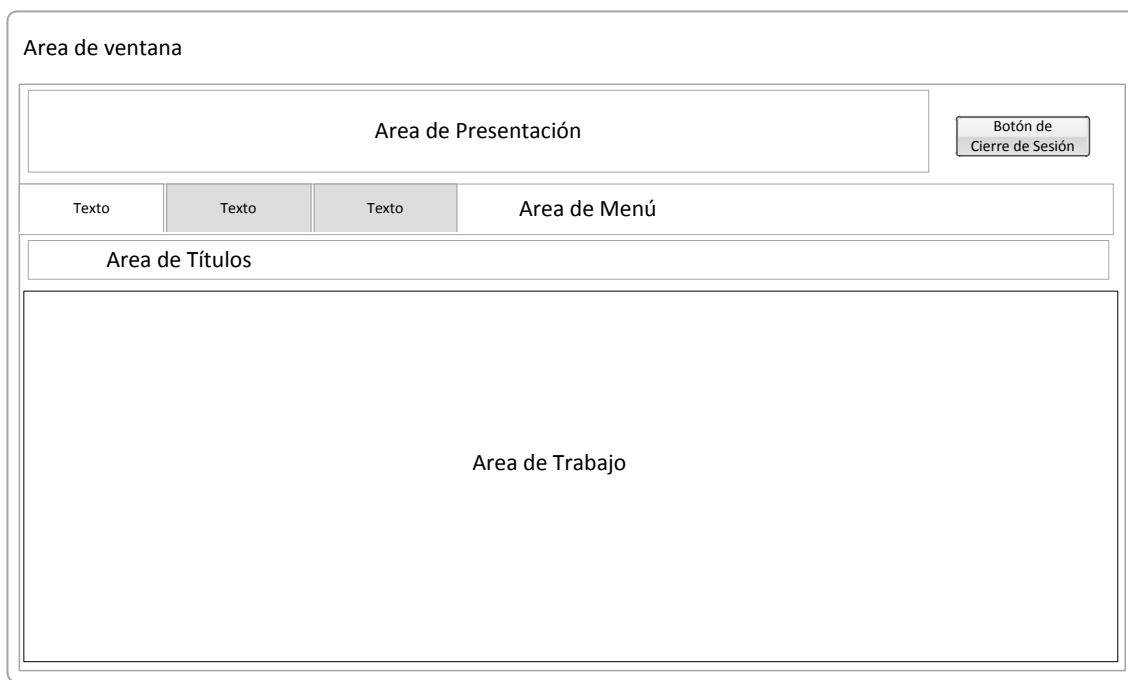 Area de ventana
Area de Presentación
Botón de
Cierre de Sesión
Texto
Texto
Texto
Area de Menú
Area de Títulos
Area de Trabajo